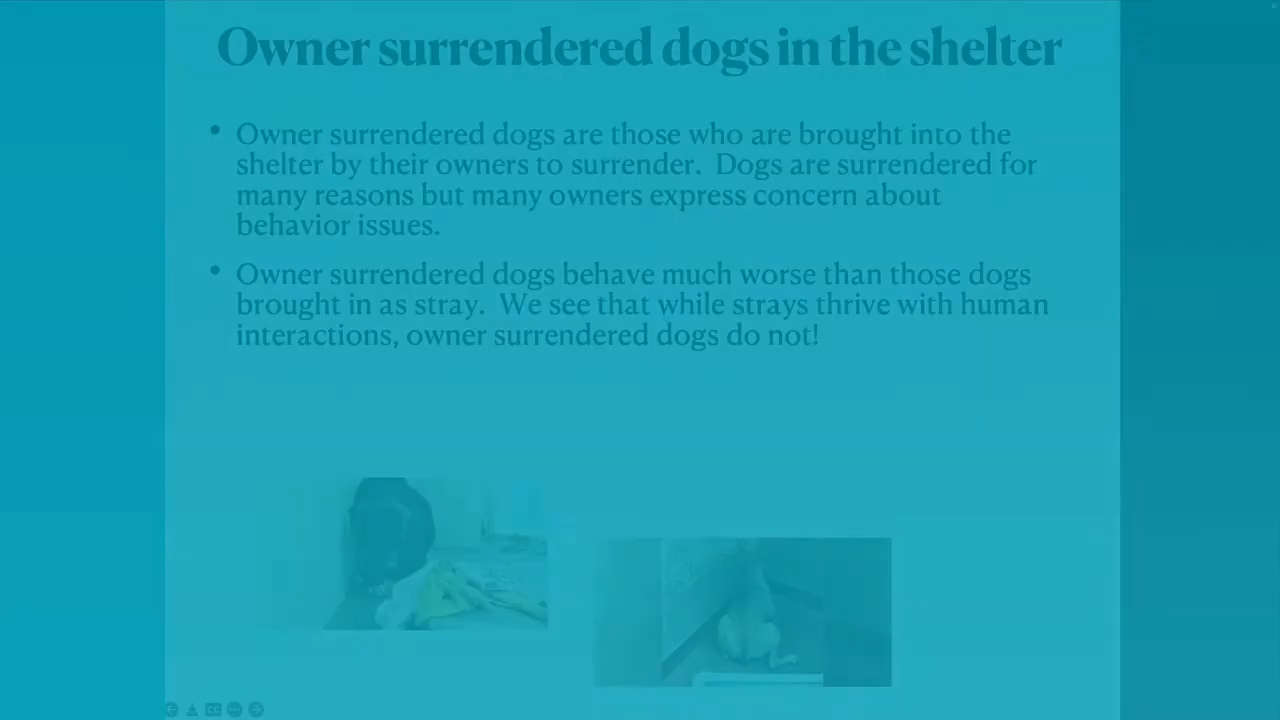 Owner surrendered dogs in the shelter
• Owner surrendered dogs are those who are brought into the
shelter by their owners to surrender.  Dogs are surrendered for
many reasons but many owners express concern about
behavior issues.
• Owner surrendered dogs behave much worse than those dogs
brought in as stray.  We see that while strays thrive with human
interactions, owner surrendered dogs do not!
CC